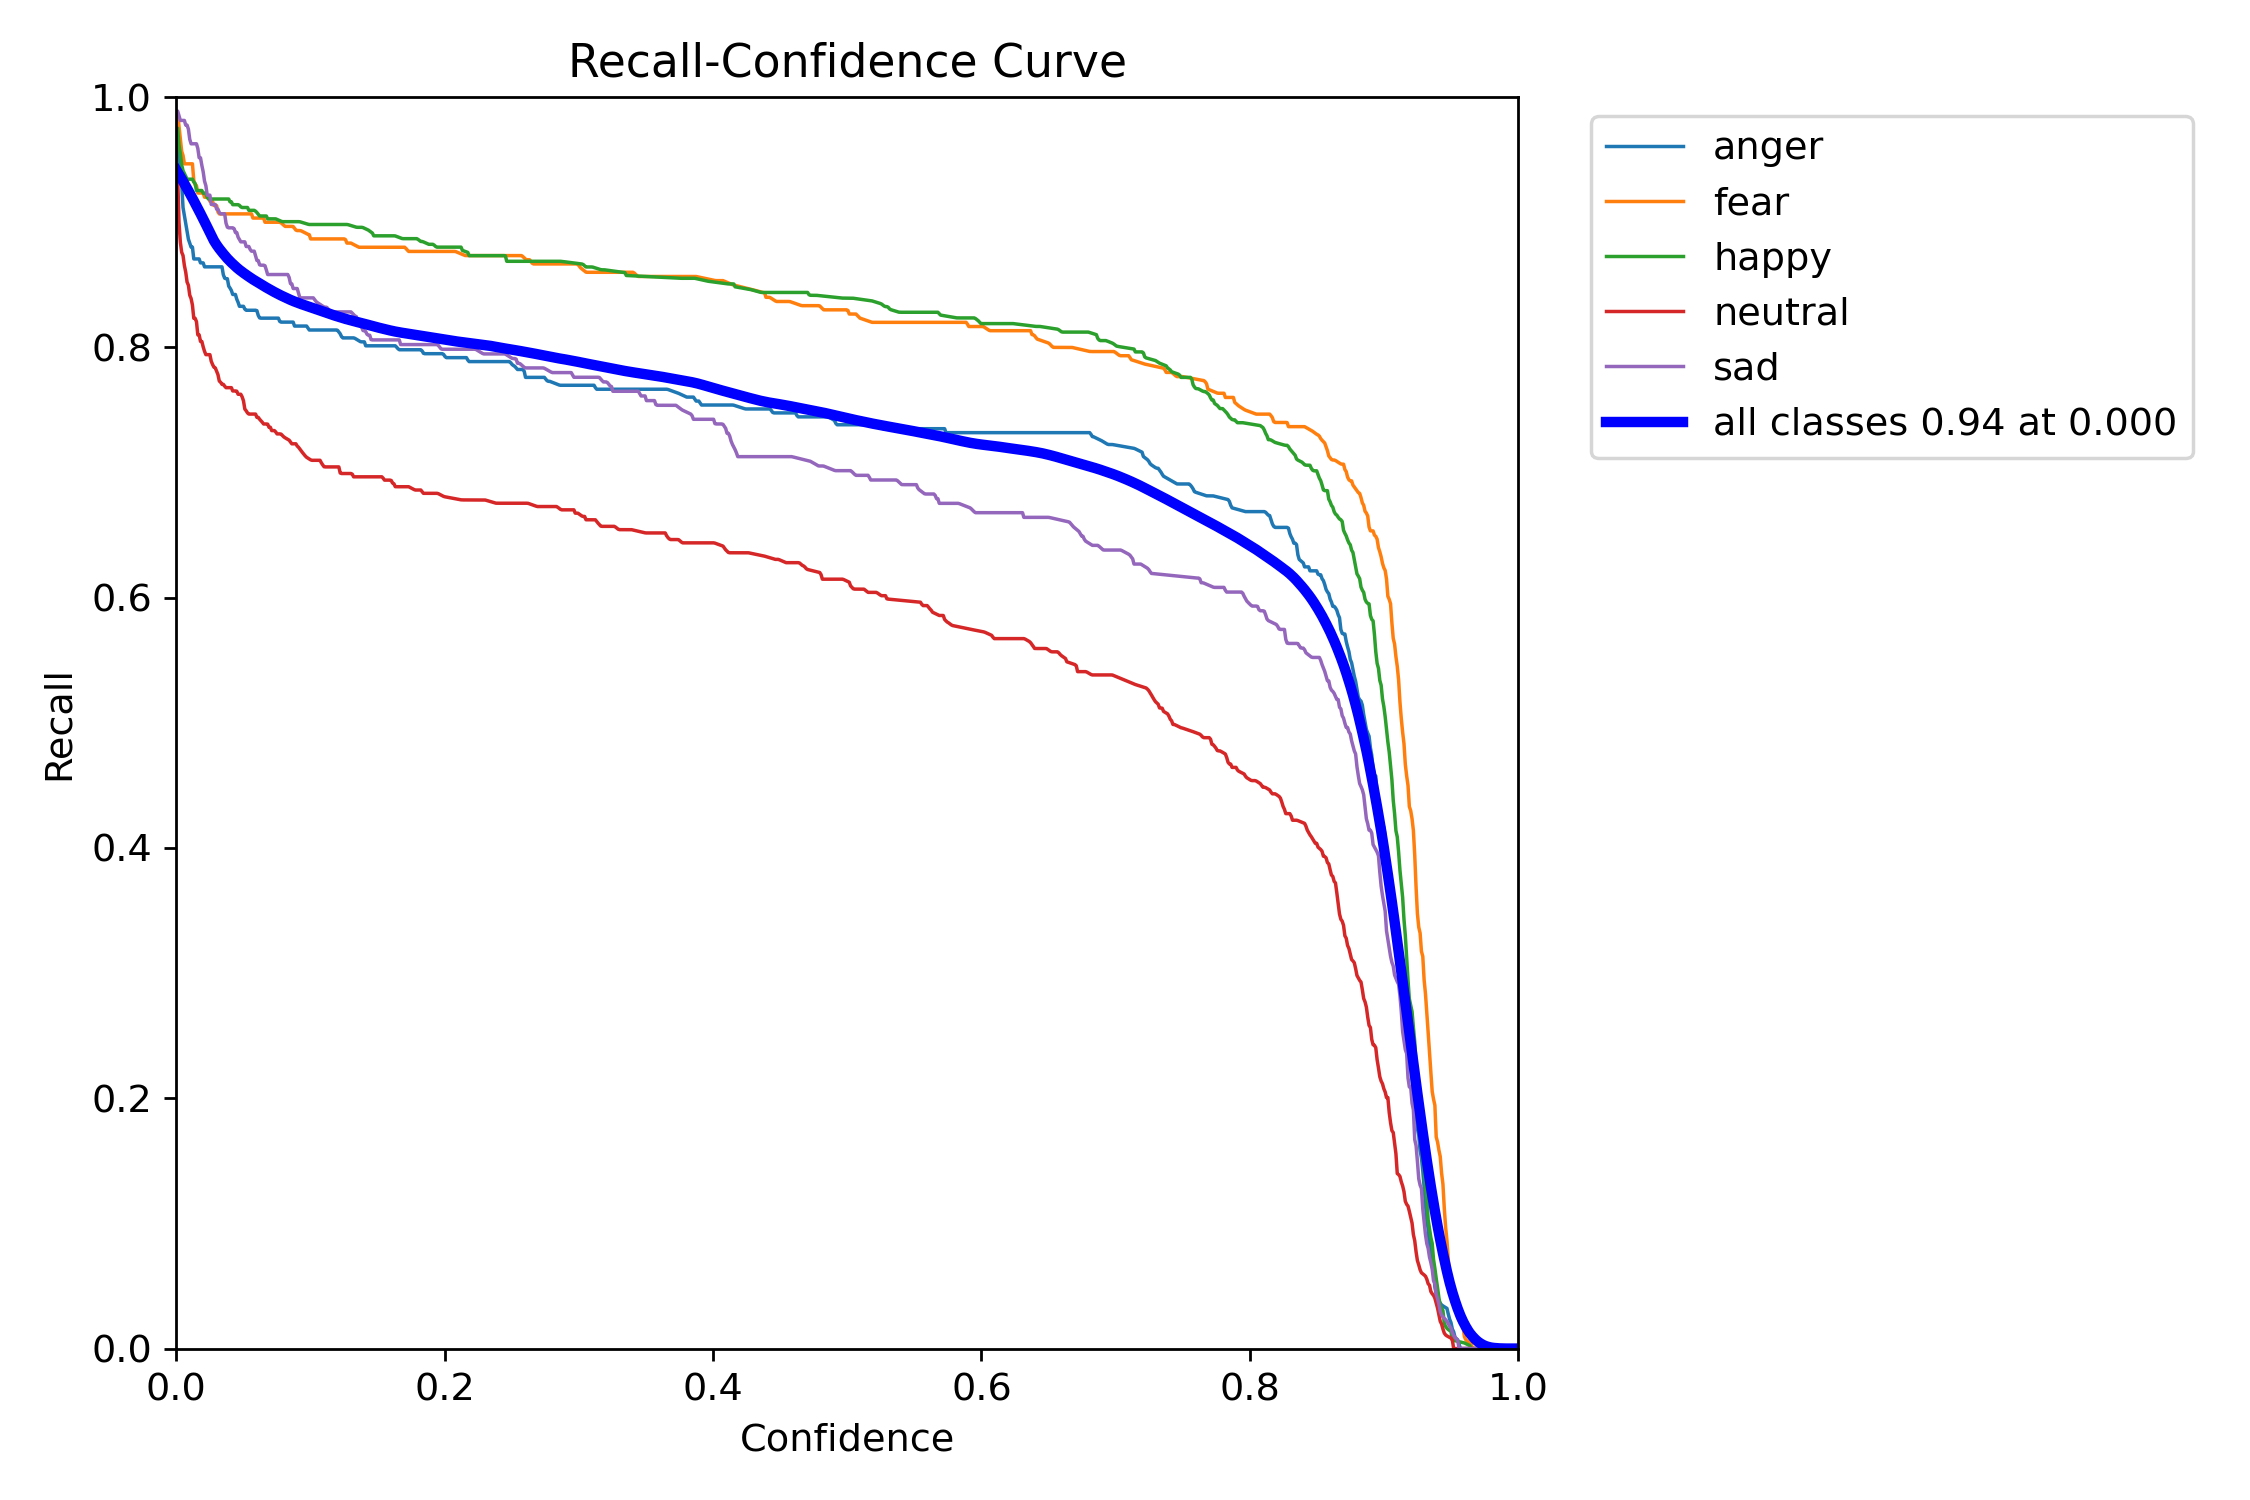 Recall-Confidence Curve
1.0
0.8
0.6
0.4
0.2
0.0
Recall
0.0 0.2 0.4 0.6 0.8 1.0
Confidence
anger
fear
happy
neutral
sad
all classes 0.94 at 0.000